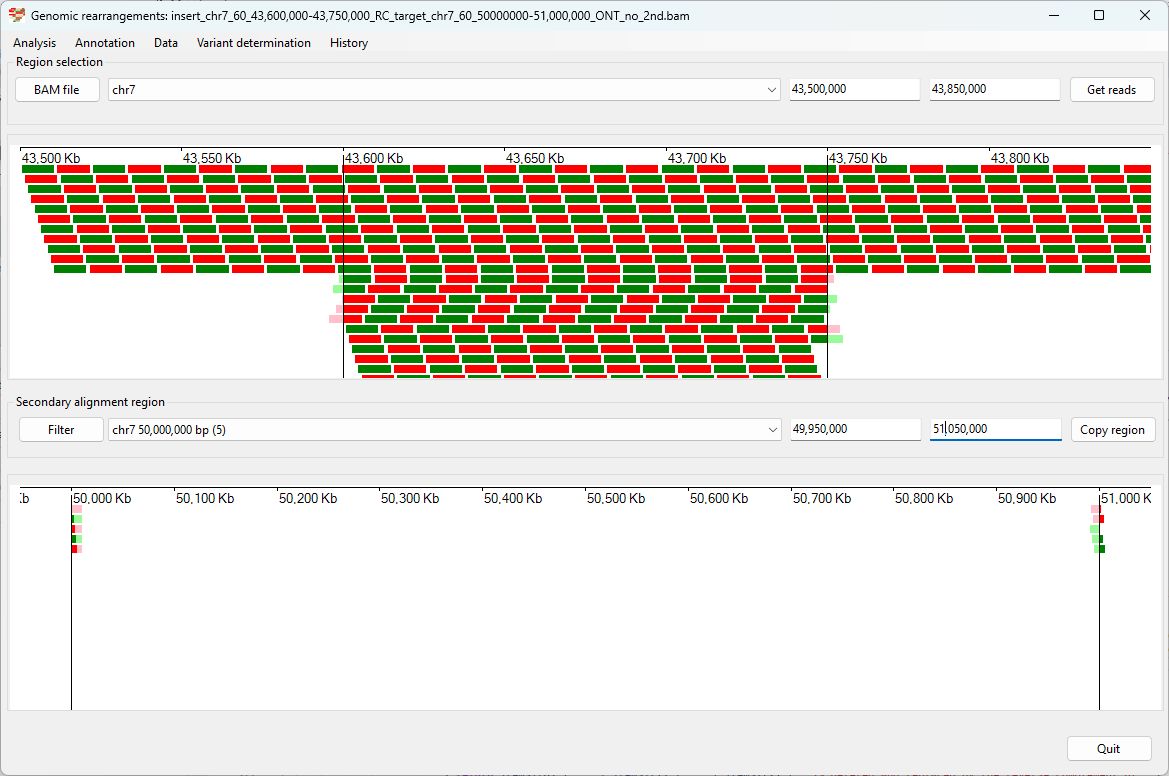 Genomic rearrangements: insert_chr7_60_43,600,000-43,750,000_RC_target_chr7_60_50000000-51,000,000_ONT_no_2nd.bam
Analysis Annotation Data Variant determination History
Region selection
BAM file chr7 43,500,000 43,850,000 Get reads
43,500 Kb 43,550 Kb 43,600 Kb 43,650 Kb 43,700 Kb 43,750 Kb 43,800 Kb
Secondary alignment region
Filter chr7 50,000,000 bp (5) 49,950,000 51,050,000 Copy region
Kb 50,000 Kb 50,100 Kb 50,200 Kb 50,300 Kb 50,400 Kb 50,500 Kb 50,600 Kb 50,700 Kb 50,800 Kb 50,900 Kb 51,000 K
Quit